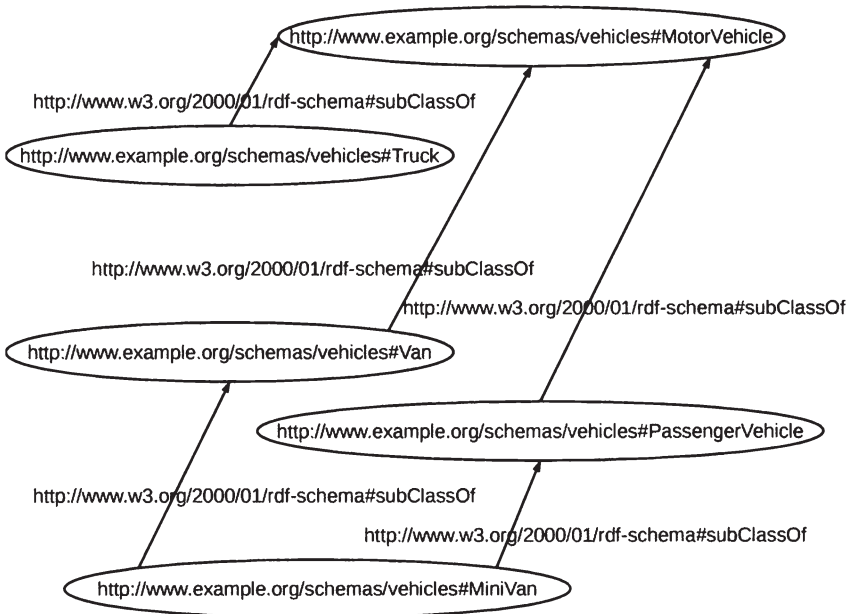 http://www.example.org/schemas/vehicles#MotorVehicle
http://www.w3.org/2000/01/rdf-schema#subClassOf
http://www.example.org/schemas/vehicles#Truck
http://www.w3.org/2000/01/rdf-schema#subClassOf
http://www.w3.org/2000/01/rdf-schema#subClassOf
http://www.example.org/schemas/vehicles#Van
http://www.example.org/schemas/vehicles#PassengerVehicle
http://www.w3.org/2000/01/rdf-schema#subClassOf
http://www.w3.org/2000/01/rdf-schema#subClassOf
http://www.example.org/schemas/vehicles#MiniVan